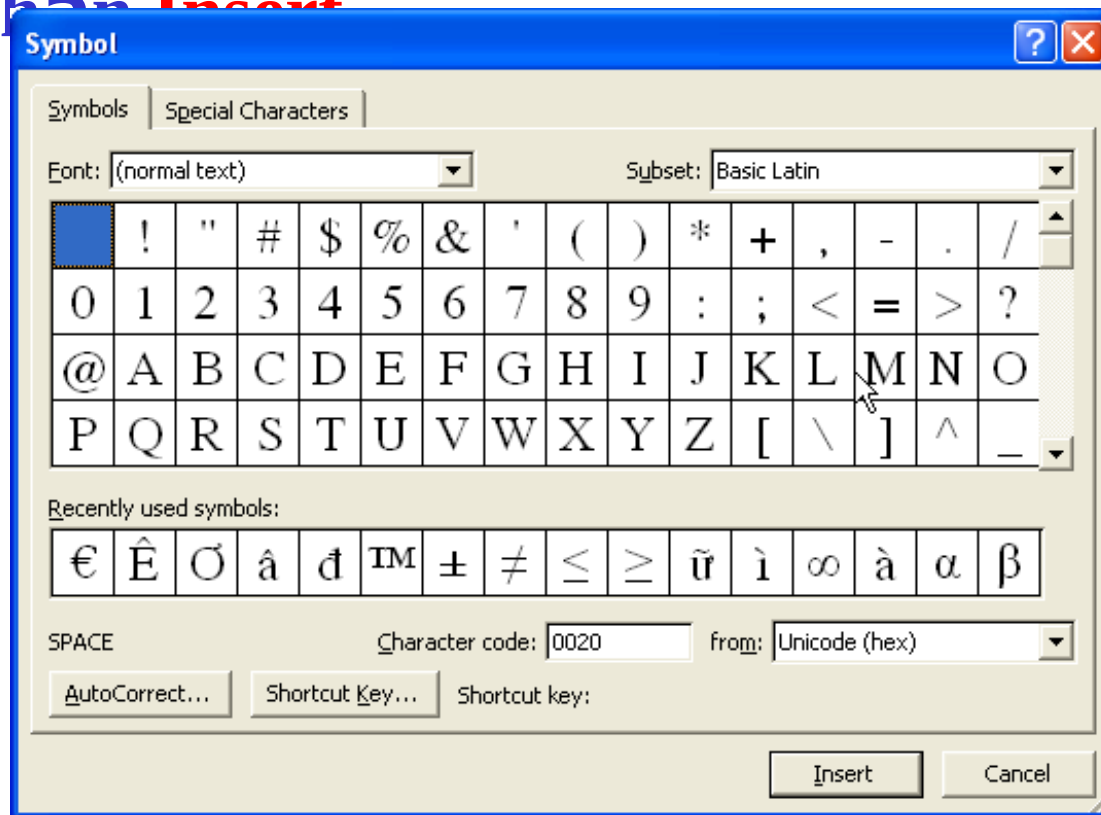 Insert
Symbol
Symbols Special Characters
Font: (normal text) Subset: Basic Latin
! " # $ % & ' ( ) * + , - . /
0 1 2 3 4 5 6 7 8 9 : ; < = > ?
@ A B C D E F G H I J K L M N O
P Q R S T U V W X Y Z [ \ ] ^ _
Recently used symbols:
€ Ê Ơ â đ ™ ± ≠ ≤ ≥ ữ ì ∞ à α β
SPACE Character code: 0020 from: Unicode (hex)
AutoCorrect... Shortcut Key... Shortcut key:
Insert Cancel